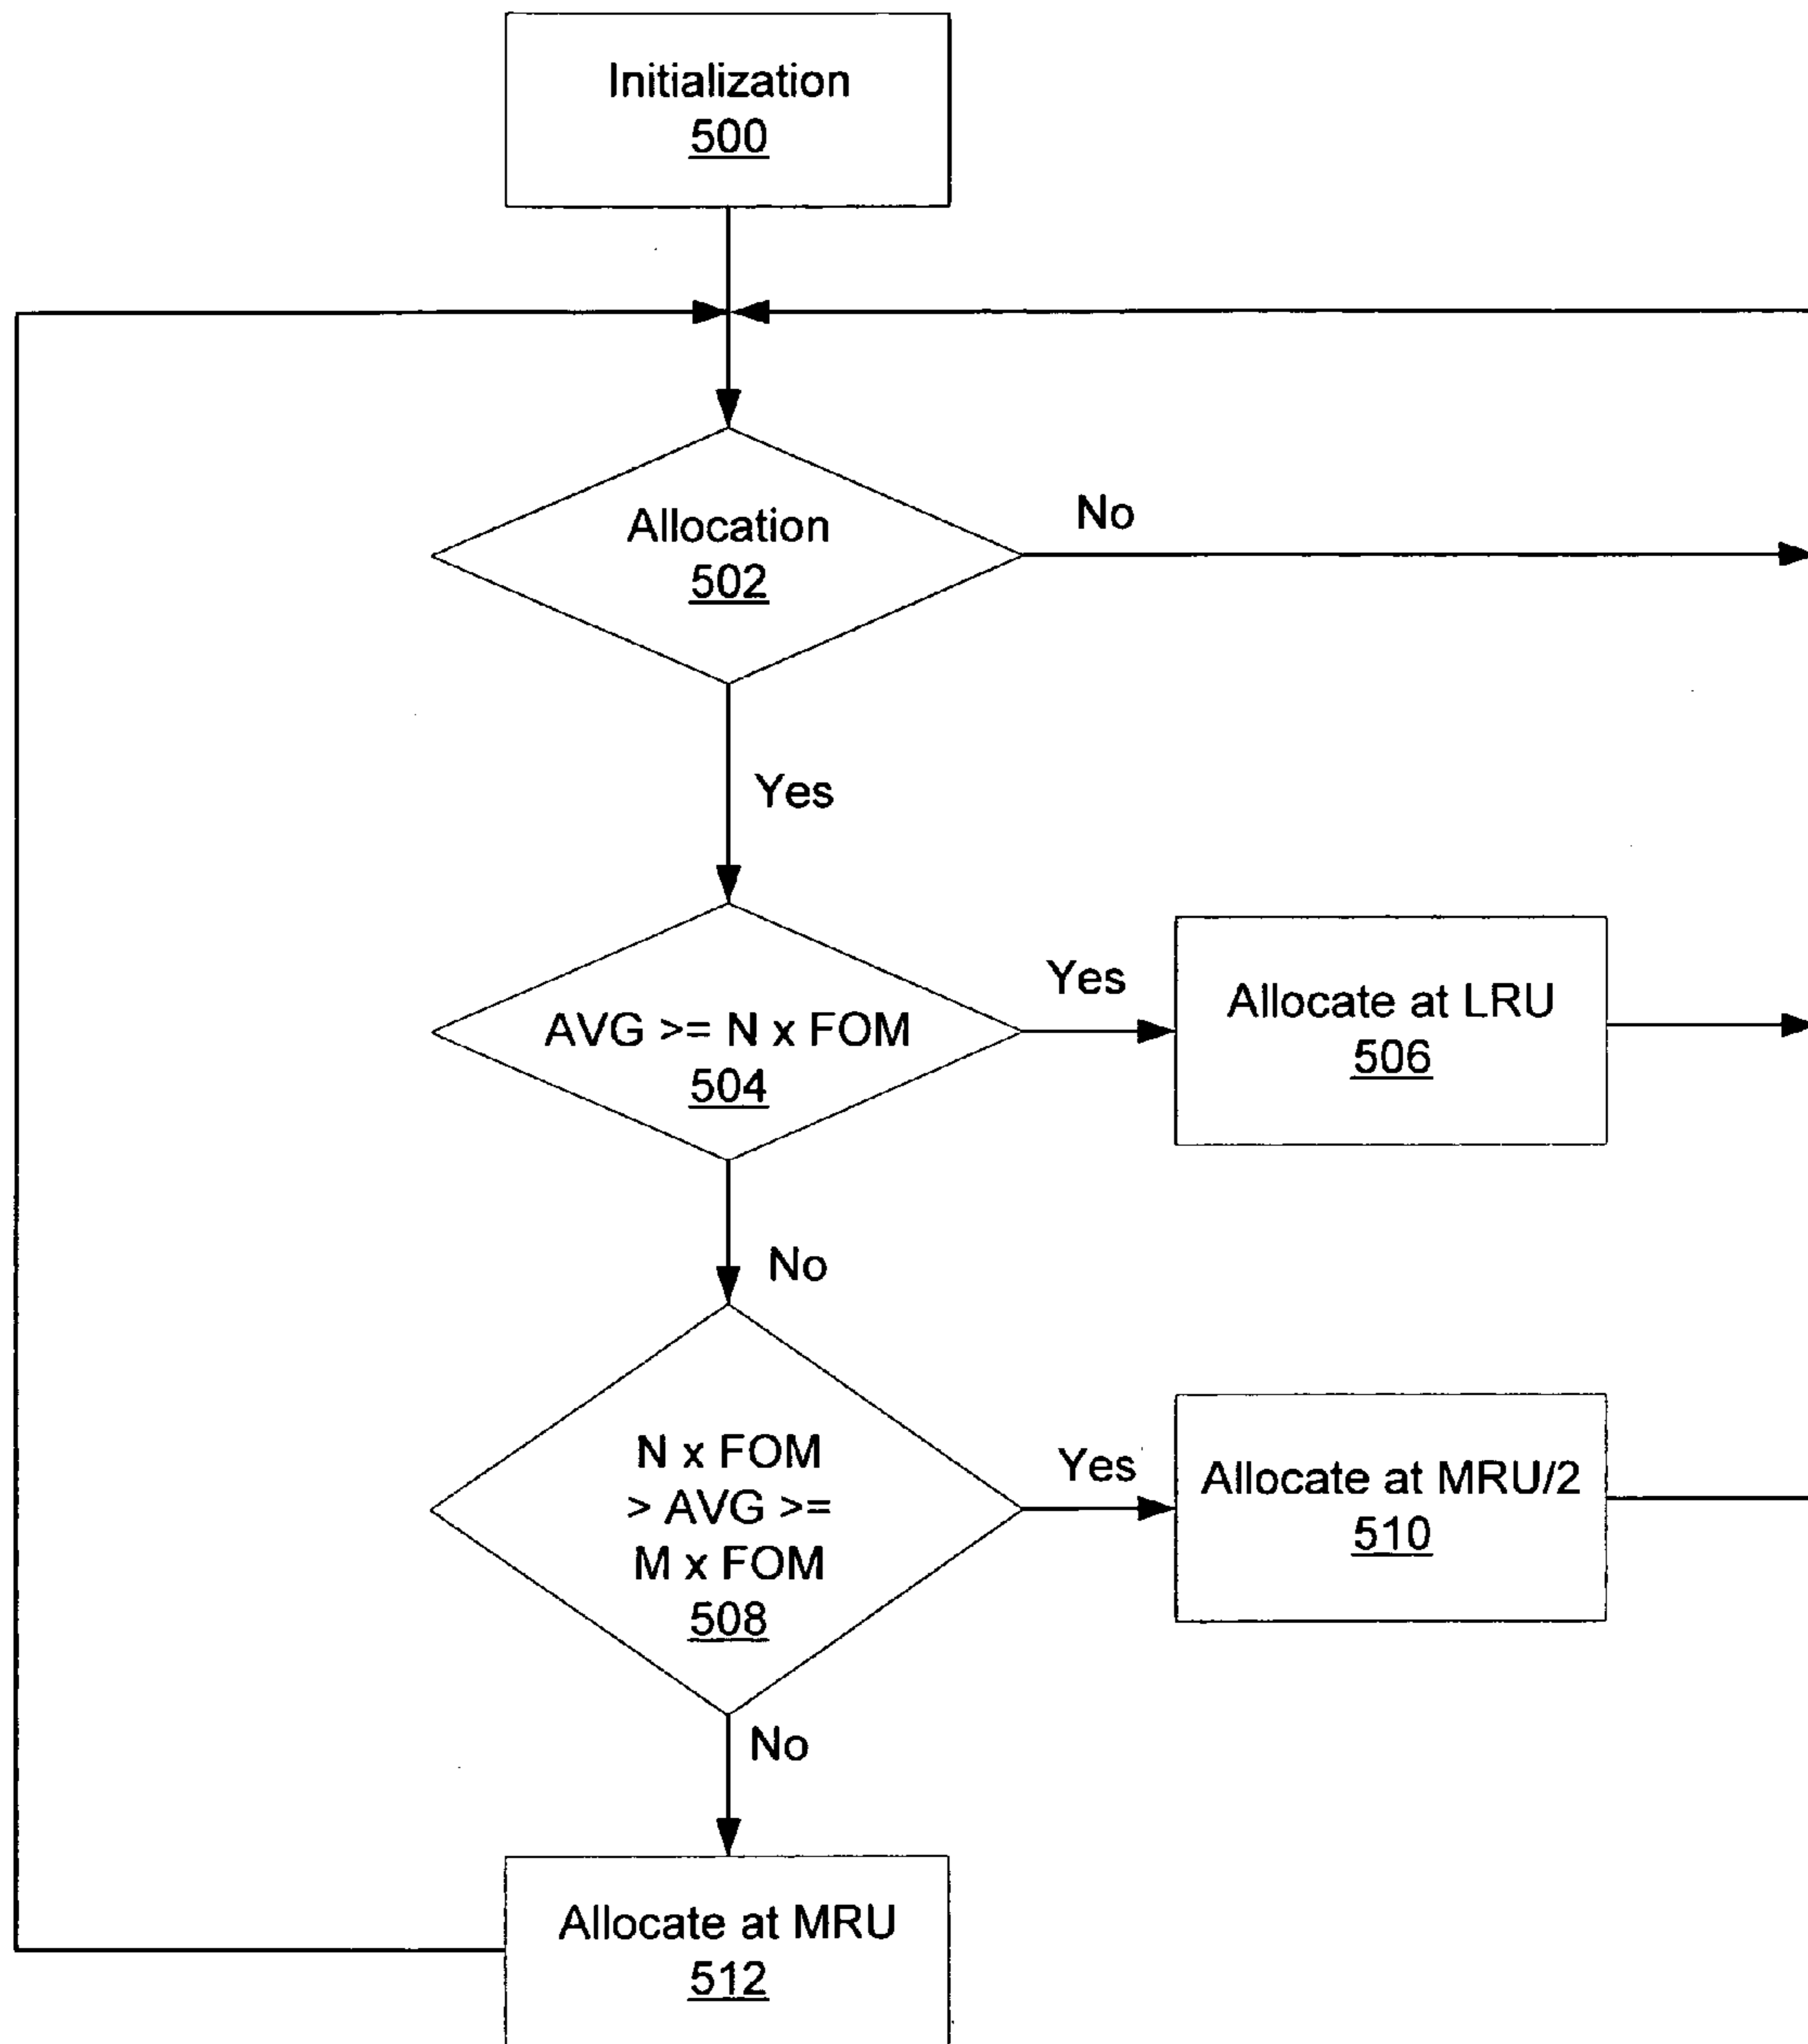 Initialization
500
Allocation
502
No
Yes
AVG >= N x FOM
504
Yes
Allocate at LRU
506
No
N x FOM
> AVG >=
M x FOM
508
Yes
Allocate at MRU/2
510
No
Allocate at MRU
512